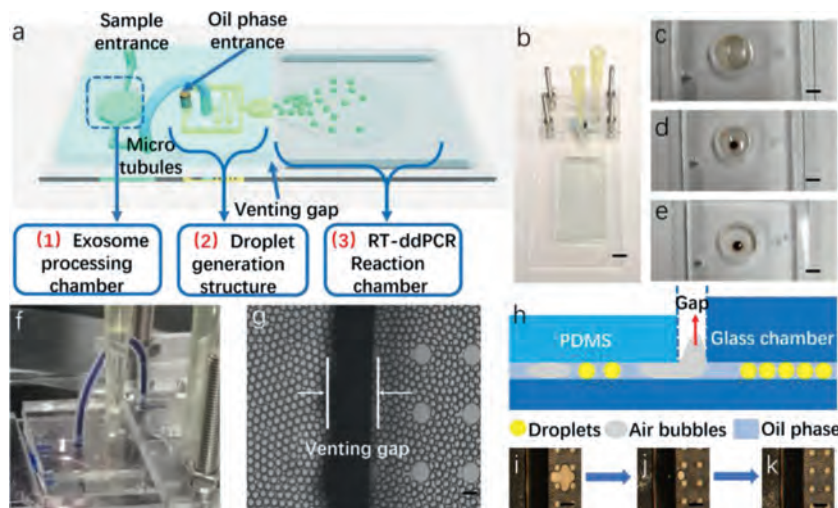 a
Sample
entrance
Oil phase
entrance
Micro
tubules
Venting gap
(1) Exosome
processing
chamber
(2) Droplet
generation
structure
(3) RT-ddPCR
Reaction
chamber
b
c
d
e
f
g
Venting gap
h
Gap
PDMS
Glass chamber
Droplets
Air bubbles
Oil phase
i
j
k